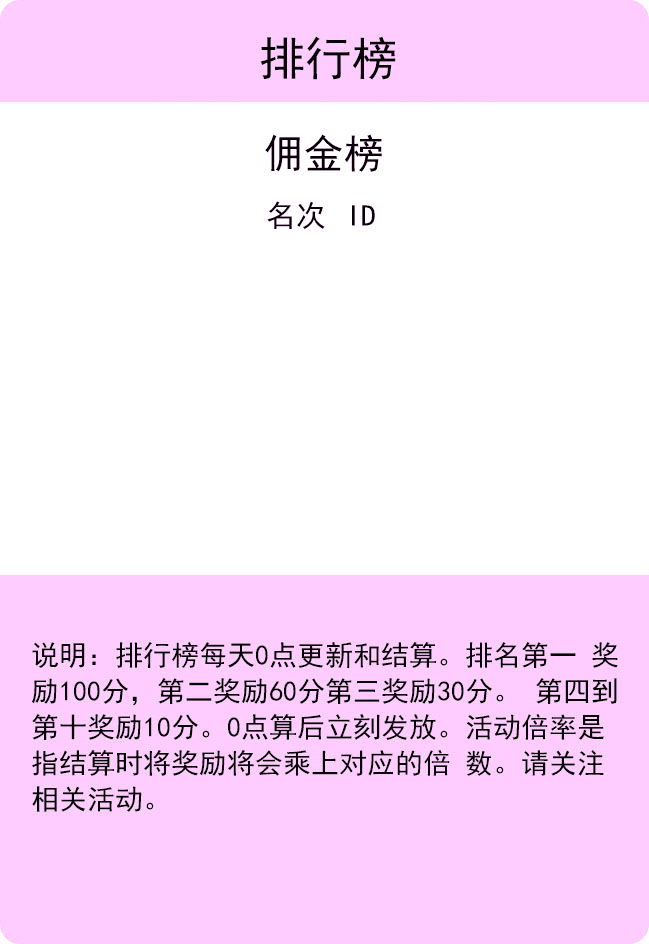 排行榜
佣金榜
名次 ID
说明：排行榜每天0点更新和结算。排名第一 奖
励100分，第二奖励60分第三奖励30分。 第四到
第十奖励10分。0点算后立刻发放。活动倍率是
指结算时将奖励将会乘上对应的倍 数。请关注
相关活动。